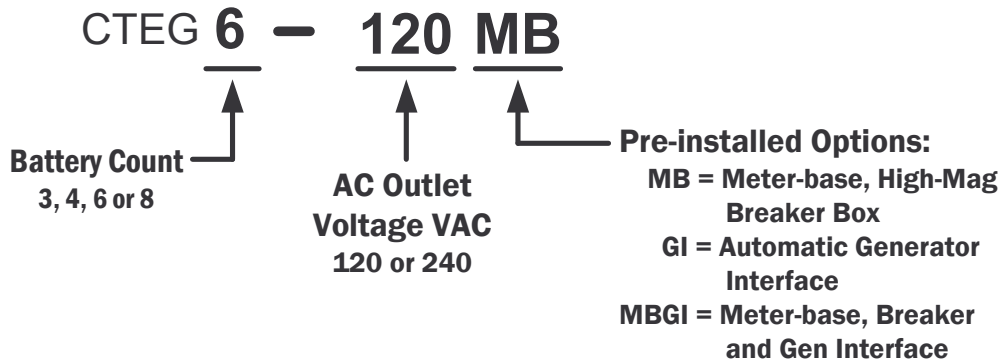 CTEG 6 – 120 MB
Battery Count
3, 4, 6 or 8
AC Outlet
Voltage VAC
120 or 240
Pre-installed Options:
MB = Meter-base, High-Mag
Breaker Box
GI = Automatic Generator
Interface
MBGI = Meter-base, Breaker
and Gen Interface